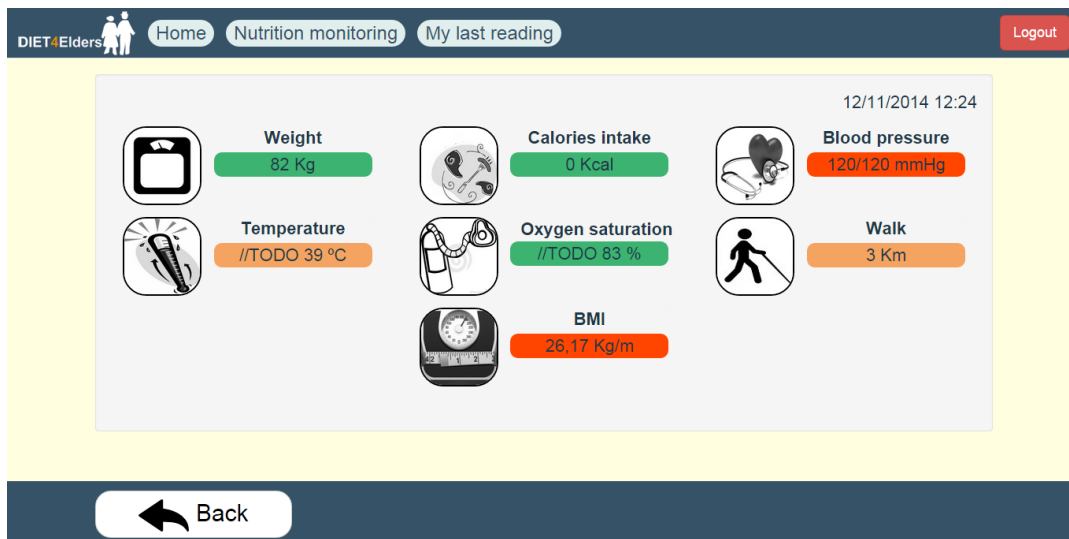 DIET4Elders
Home
Nutrition monitoring
My last reading
Logout
12/11/2014 12:24
Weight
82 Kg
Calories intake
0 Kcal
Blood pressure
120/120 mmHg
Temperature
//TODO 39 ºC
Oxygen saturation
//TODO 83 %
Walk
3 Km
BMI
26,17 Kg/m
Back